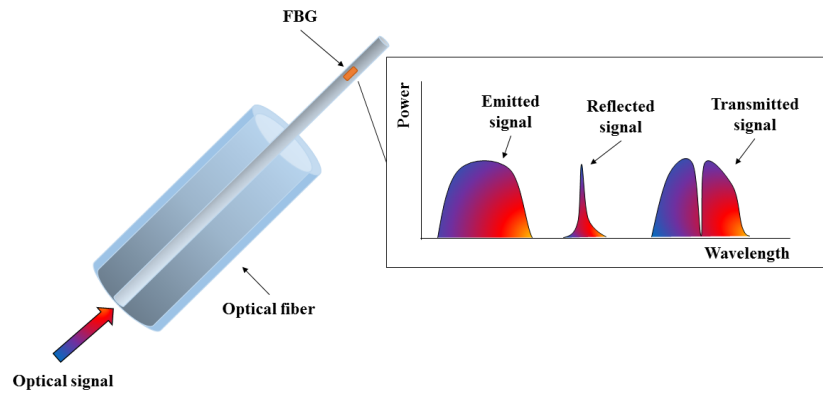 FBG
Emitted
signal
Reflected
signal
Transmitted
signal
Power
Wavelength
Optical fiber
Optical signal